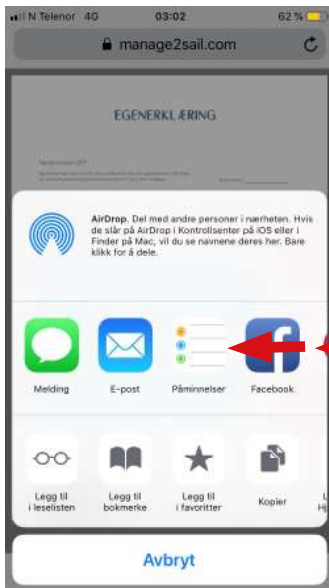 N Telenor 4G 03:02 62 %
manage2sail.com
EGENERKLÆRING
AirDrop. Del med andre personer i nærheten. Hvis
de slår på AirDrop i Kontrollsenter på iOS eller i
Finder på Mac, vil du se navnene deres her. Bare
klikk for å dele.
Melding E-post Påminnelser Facebook
Legg til
i leselisten
Legg til
bokmerke
Legg til
i favoritter
Kopier
Avbryt